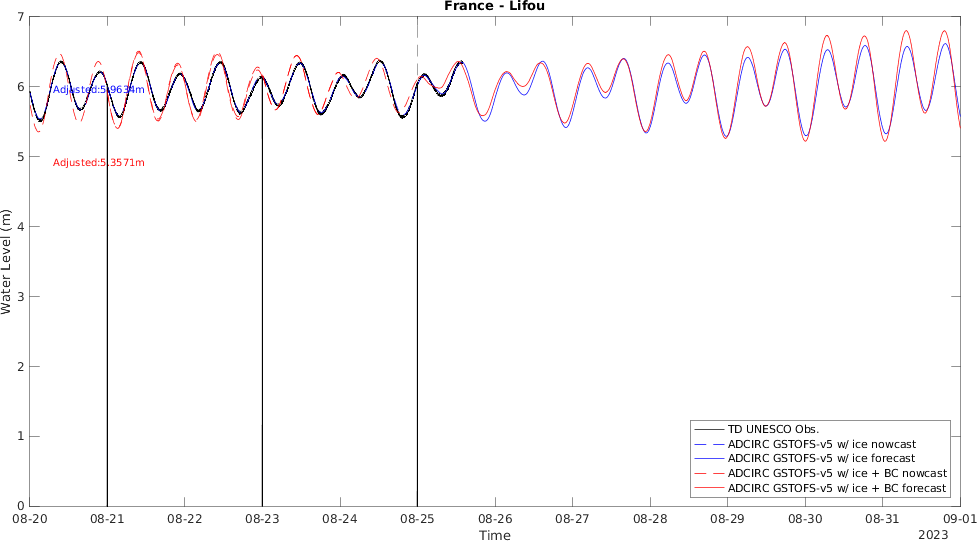 France - Lifou
7
6
5
4
3
2
1
0
Water Level (m)
Adjusted:5.9634m
Adjusted:5.3571m
TD UNESCO Obs.
ADCIRC GSTOFS-v5 w/ ice nowcast
ADCIRC GSTOFS-v5 w/ ice forecast
ADCIRC GSTOFS-v5 w/ ice + BC nowcast
ADCIRC GSTOFS-v5 w/ ice + BC forecast
08-20 08-21 08-22 08-23 08-24 08-25 08-26 08-27 08-28 08-29 08-30 08-31 09-01
Time
2023